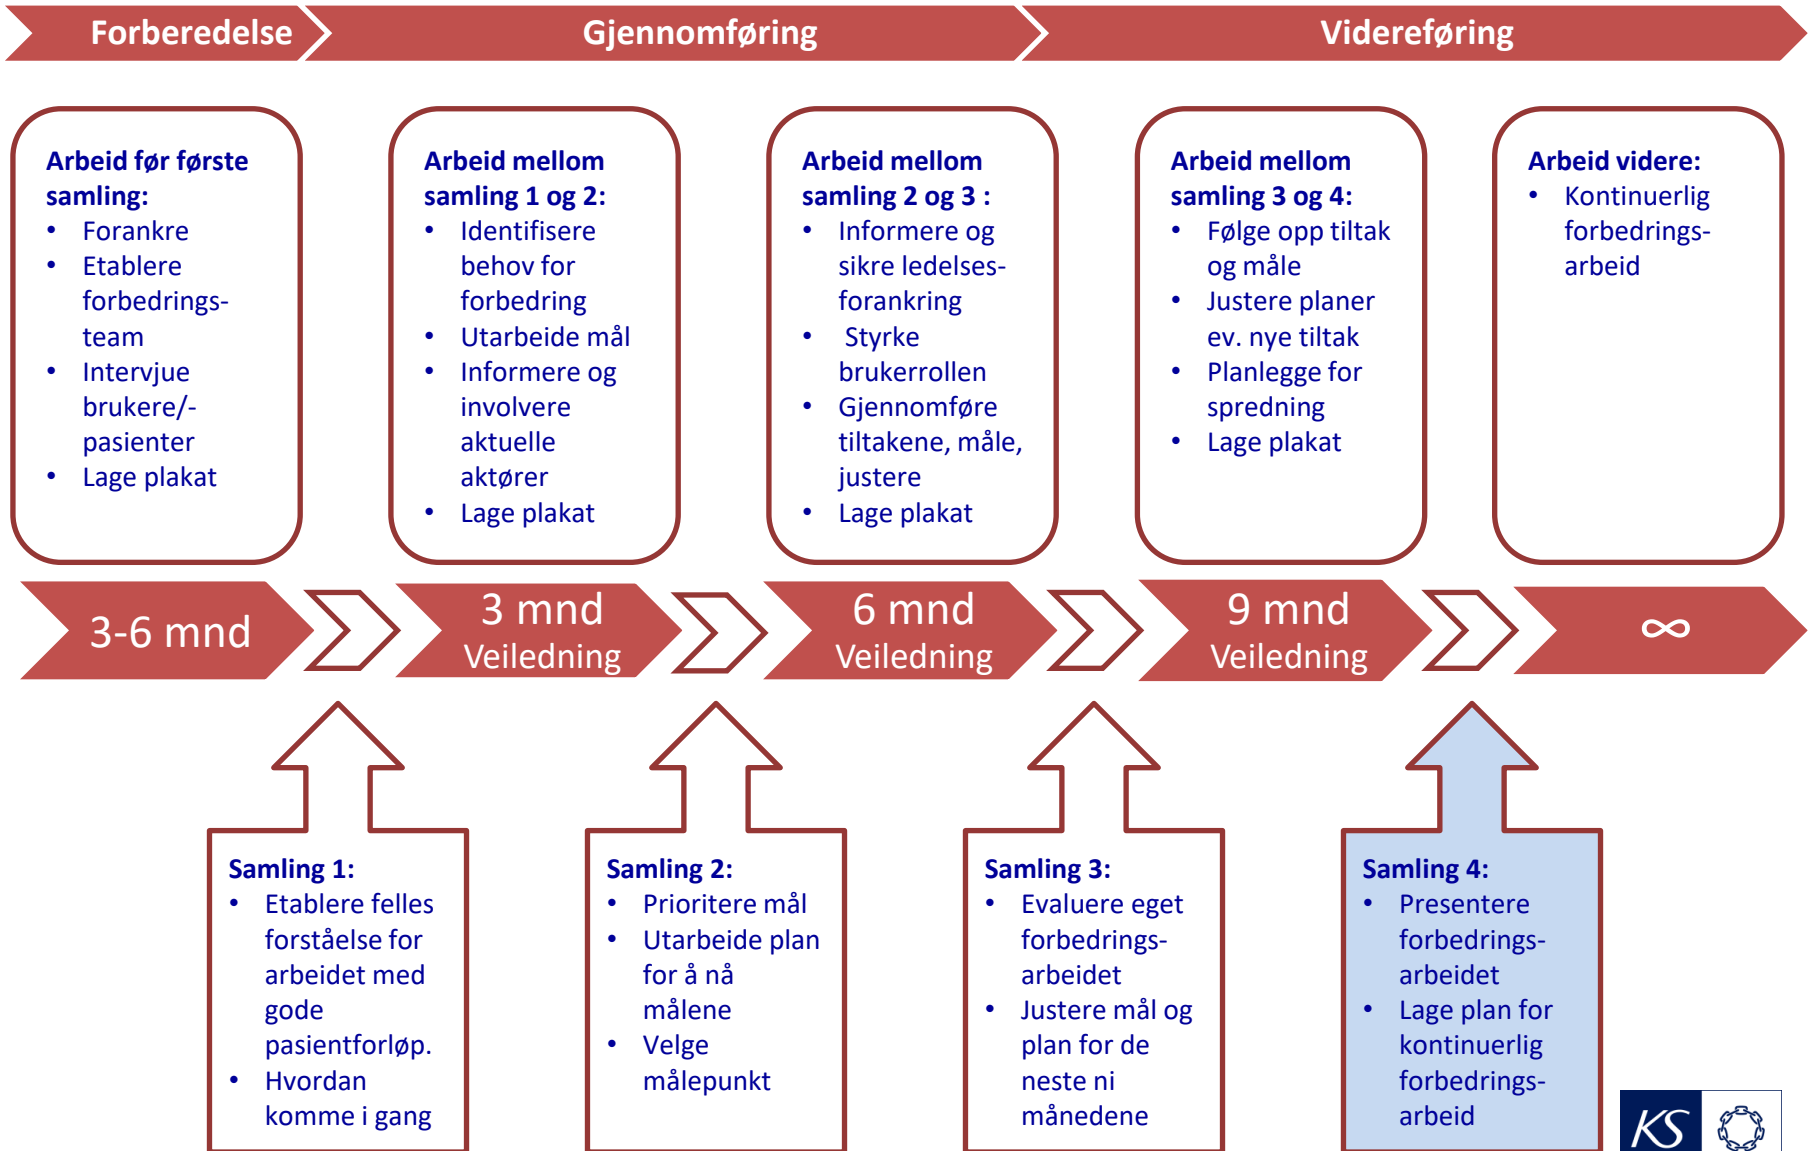 Forberedelse
Gjennomføring
Videreføring
Arbeid før første
samling:
• Forankre
• Etablere
forbedrings-
team
• Intervjue
brukere/-
pasienter
• Lage plakat
Arbeid mellom
samling 1 og 2:
• Identifisere
behov for
forbedring
• Utarbeide mål
• Informere og
involvere
aktuelle
aktører
• Lage plakat
Arbeid mellom
samling 2 og 3 :
• Informere og
sikre ledelses-
forankring
• Styrke
brukerrollen
• Gjennomføre
tiltakene, måle,
justere
• Lage plakat
Arbeid mellom
samling 3 og 4:
• Følge opp tiltak
og måle
• Justere planer
ev. nye tiltak
• Planlegge for
spredning
• Lage plakat
Arbeid videre:
• Kontinuerlig
forbedrings-
arbeid
3-6 mnd
3 mnd
Veiledning
6 mnd
Veiledning
9 mnd
Veiledning
∞
Samling 1:
• Etablere felles
forståelse for
arbeidet med
gode
pasientforløp.
• Hvordan
komme i gang
Samling 2:
• Prioritere mål
• Utarbeide plan
for å nå
målene
• Velge
målepunkt
Samling 3:
• Evaluere eget
forbedrings-
arbeidet
• Justere mål og
plan for de
neste ni
månedene
Samling 4:
• Presentere
forbedrings-
arbeidet
• Lage plan for
kontinuerlig
forbedrings-
arbeid
KS